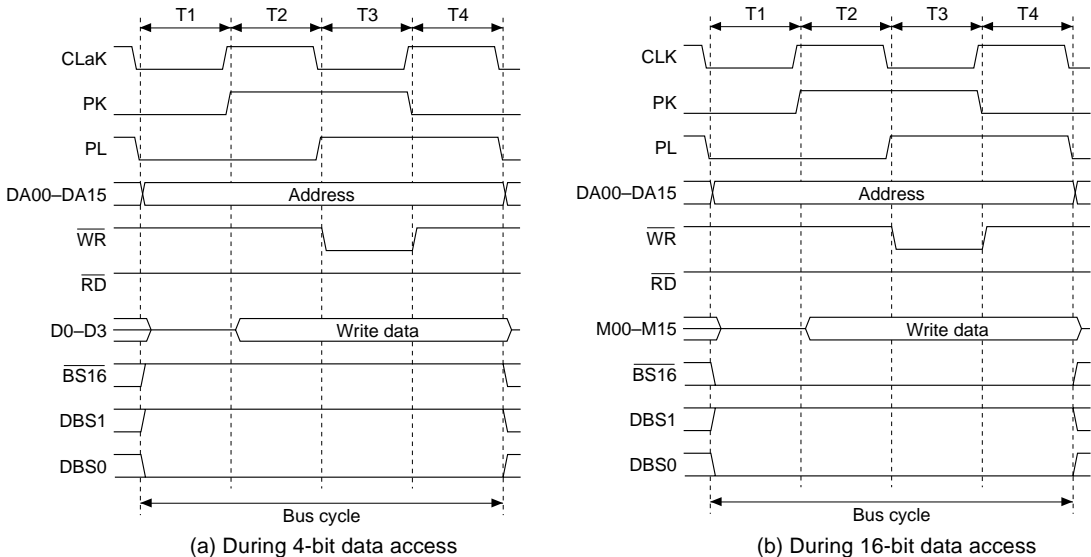 T1 T2 T3 T4
CLaK
PK
PL
DA00–DA15 Address
WR
RD
D0–D3 Write data
BS16
DBS1
DBS0
Bus cycle
(a) During 4-bit data access
T1 T2 T3 T4
CLK
PK
PL
DA00–DA15 Address
WR
RD
M00–M15 Write data
BS16
DBS1
DBS0
Bus cycle
(b) During 16-bit data access